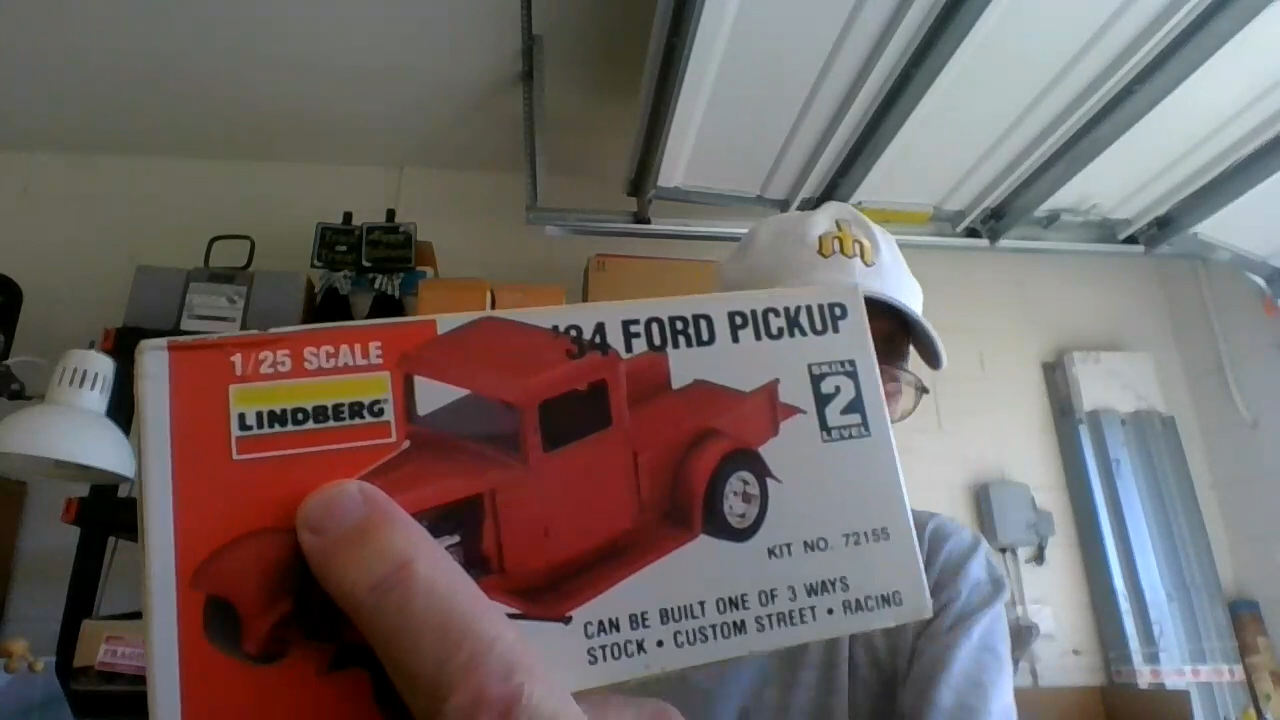 '34 FORD PICKUP
1/25 SCALE
LINDBERG
SKILL
2
LEVEL
KIT NO. 72155
CAN BE BUILT ONE OF 3 WAYS
STOCK • CUSTOM STREET • RACING